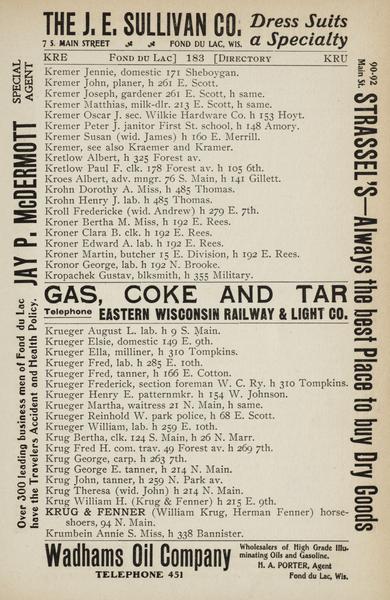 THE J. E. SULLIVAN CO.
7 S. MAIN STREET FOND DU LAC, WIS.
Dress Suits
a Specialty
KRE FOND DU LAC] 183 [DIRECTORY KRU
Kremer Jennie, domestic 171 Sheboygan.
Kremer John, planer, h 261 E. Scott.
Kremer Joseph, gardener 261 E. Scott, h same.
Kremer Matthias, milk-dlr. 213 E. Scott, h same.
Kremer Oscar J. sec. Wilkie Hardware Co. h 153 Hoyt.
Kremer Peter J. janitor First St. school, h 148 Amory.
Kremer Susan (wid. James) h 160 E. Merrill.
Kremer, see also Kraemer and Kramer.
Kretlow Albert, h 325 Forest av.
Kretlow Paul F. clk. 178 Forest av. h 105 6th.
Kroes Albert, adv. mngr. 76 S. Main, h 141 Gillett.
Krohn Dorothy A. Miss, h 485 Thomas.
Krohn Henry J. lab. h 485 Thomas.
Kroll Fredericke (wid. Andrew) h 279 E. 7th.
Kroner Bertha M. Miss, h 192 E. Rees.
Kroner Clara B. clk. h 192 E. Rees.
Kroner Edward A. lab. h 192 E. Rees.
Kroner Martin, butcher 15 E. Division, h 192 E. Rees.
Kronor George, lab. h 192 N. Brooke.
Kropachek Gustav, blksmith, h 355 Military.
GAS, COKE AND TAR
Telephone EASTERN WISCONSIN RAILWAY & LIGHT CO.
Krueger August L. lab. h 9 S. Main.
Krueger Elsie, domestic 149 E. 9th.
Krueger Ella, milliner, h 310 Tompkins.
Krueger Fred, lab. h 285 E. 10th.
Krueger Fred, tanner, h 166 E. Cotton.
Krueger Frederick, section foreman W. C. Ry. h 310 Tompkins.
Krueger Henry E. patternmkr. h 154 W. Johnson.
Krueger Martha, waitress 21 N. Main, h same.
Krueger Reinhold W. park police, h 68 E. Scott.
Krueger William, lab. h 259 E. 10th.
Krug Bertha, clk. 124 S. Main, h 26 N. Marr.
Krug Fred H. com. trav. 49 Forest av. h 269 7th.
Krug George, carp. h 263 7th.
Krug George E. tanner, h 214 N. Main.
Krug John, tanner, h 259 N. Park av.
Krug Theresa (wid. John) h 214 N. Main.
Krug William H. (Krug & Fenner) h 215 E. 9th.
KRUG & FENNER (William Krug, Herman Fenner) horse-
shoers, 94 N. Main.
Krumbein Annie S. Miss, h 338 Bannister.
Wadhams Oil Company
TELEPHONE 451
Wholesalers of High Grade Illu-
minating Oils and Gasoline.
H. A. PORTER, Agent
Fond du Lac, Wis.
JAY P. McDERMOTT SPECIAL
AGENT
Over 300 leading business men of Fond du Lac
have the Travelers Accident and Health Policy.
90-92
Main St.
STRASSEL'S—Always the best Place to buy Dry Goods